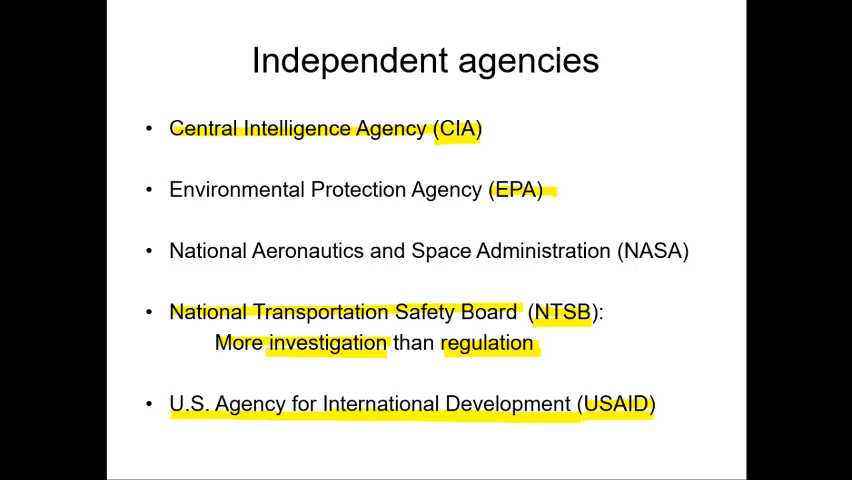 Independent agencies
• Central Intelligence Agency (CIA)
• Environmental Protection Agency (EPA)
• National Aeronautics and Space Administration (NASA)
• National Transportation Safety Board (NTSB):
More investigation than regulation
• U.S. Agency for International Development (USAID)